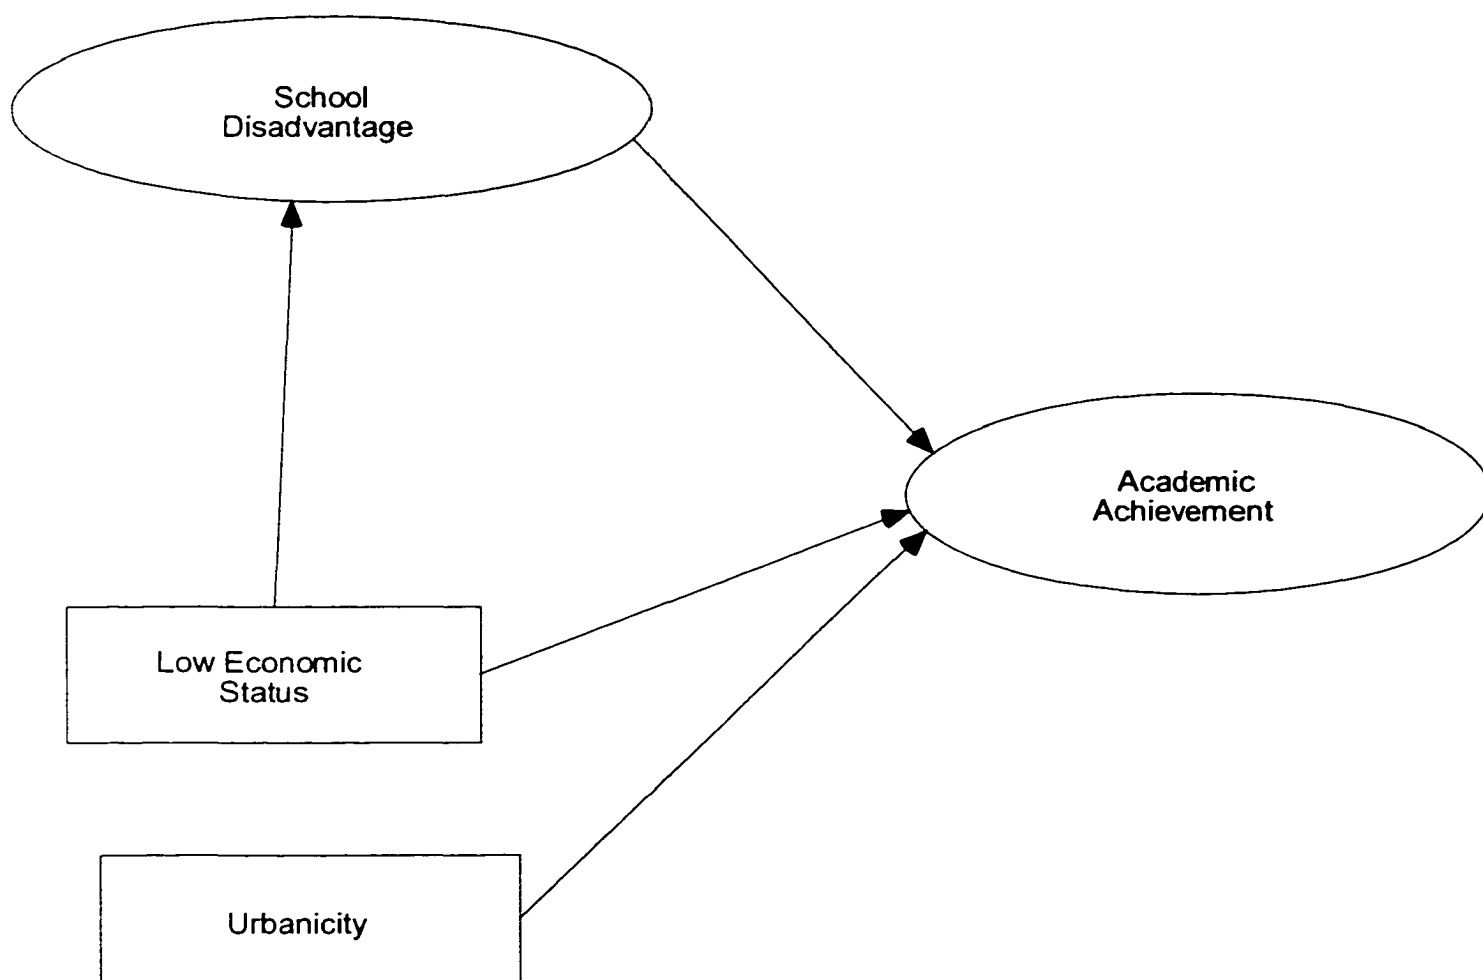 School
Disadvantage
Academic
Achievement
Low Economic
Status
Urbanicity